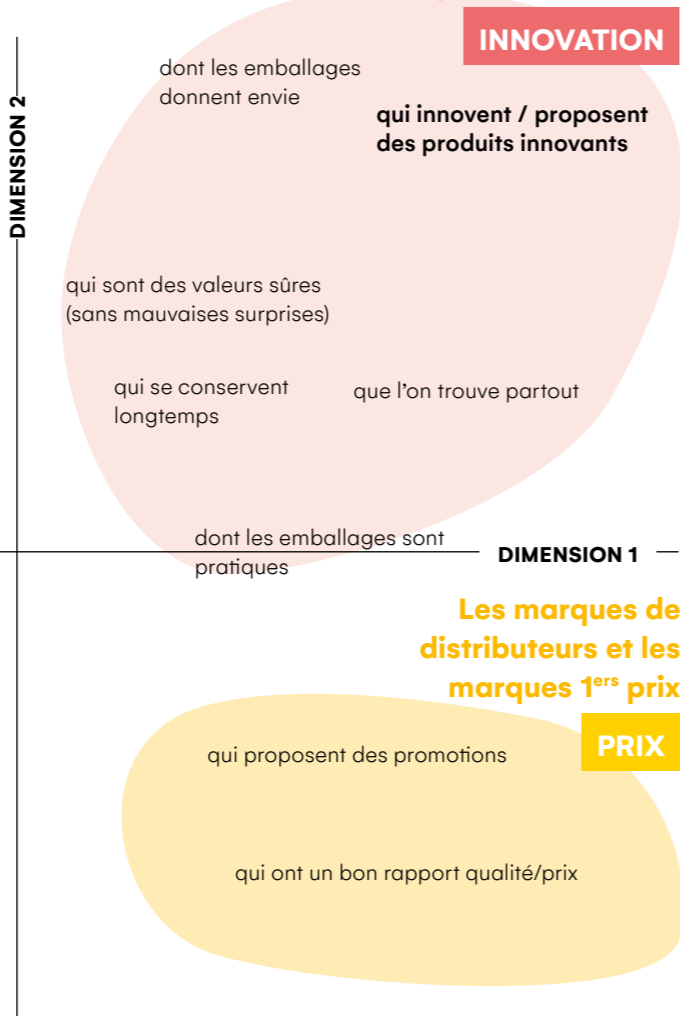 INNOVATION
dont les emballages
donnent envie
qui innovent / proposent
des produits innovants
DIMENSION 2
qui sont des valeurs sûres
(sans mauvaises surprises)
qui se conservent
longtemps
que l’on trouve partout
dont les emballages sont
pratiques
DIMENSION 1
Les marques de
distributeurs et les
marques 1ers prix
PRIX
qui proposent des promotions
qui ont un bon rapport qualité/prix